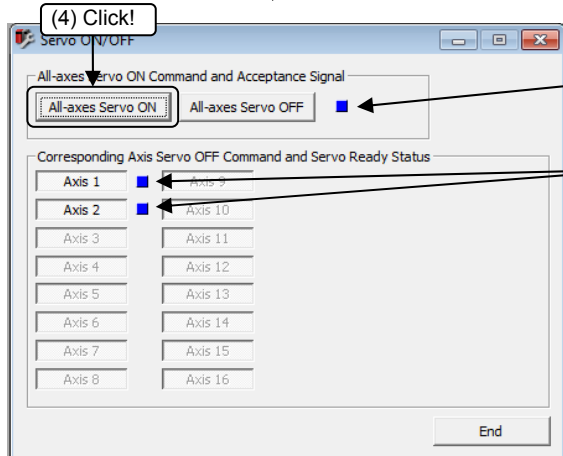 (4) Click!
Servo ON/OFF
All-axes Servo ON Command and Acceptance Signal
All-axes Servo ON All-axes Servo OFF
Corresponding Axis Servo OFF Command and Servo Ready Status
Axis 1 Axis 9
Axis 2 Axis 10
Axis 3 Axis 11
Axis 4 Axis 12
Axis 5 Axis 13
Axis 6 Axis 14
Axis 7 Axis 15
Axis 8 Axis 16
End